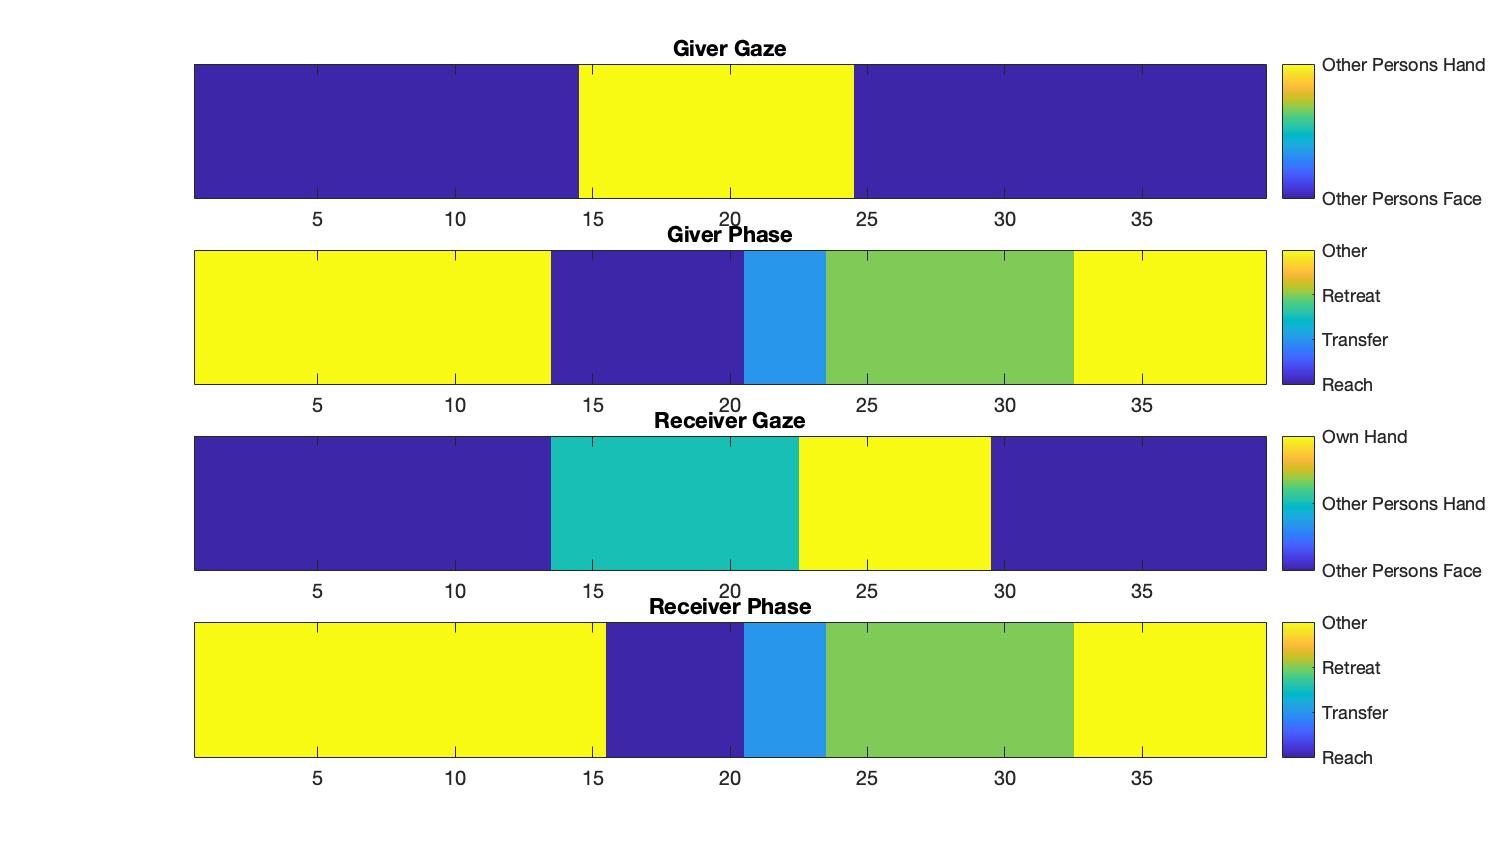 Giver Gaze
Other Persons Hand
Other Persons Face
5 10 15 20 25 30 35
Giver Phase
Other
Retreat
Transfer
Reach
5 10 15 20 25 30 35
Receiver Gaze
Own Hand
Other Persons Hand
Other Persons Face
5 10 15 20 25 30 35
Receiver Phase
Other
Retreat
Transfer
Reach
5 10 15 20 25 30 35